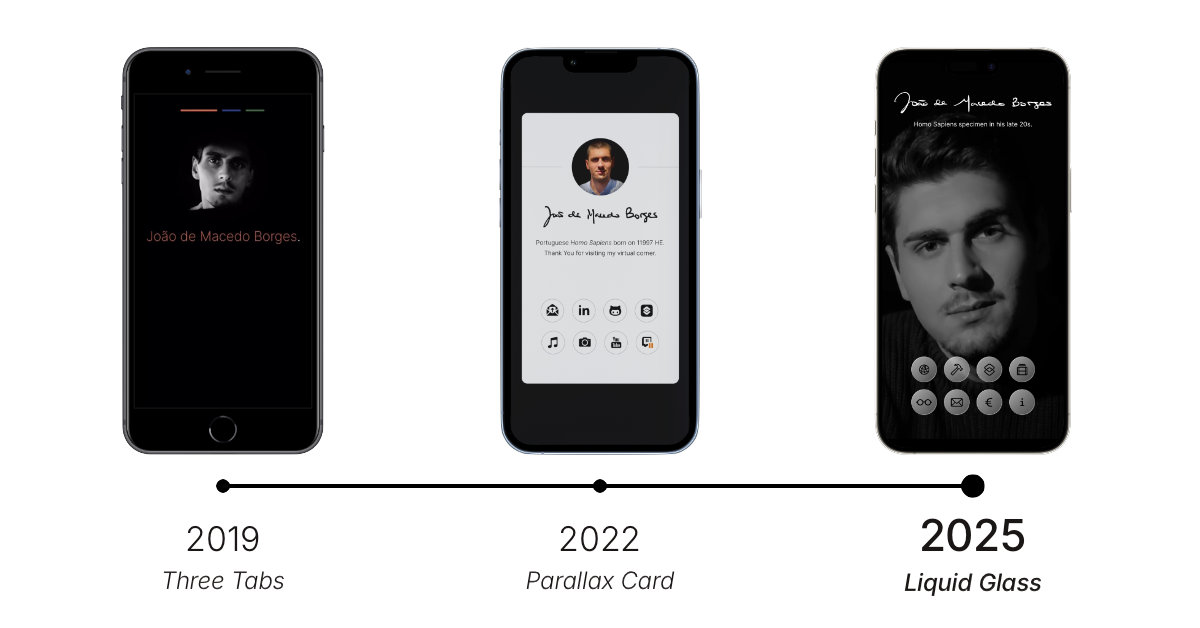 João de Macedo Borges.
João de Macedo Borges
Portuguese Homo Sapiens born on 11997 HE.
Thank You for visiting my virtual corner.
in
You
Tube
João de Macedo Borges
Homo Sapiens specimen in his late 20s.
€
i
2019
2022
2025
Three Tabs
Parallax Card
Liquid Glass